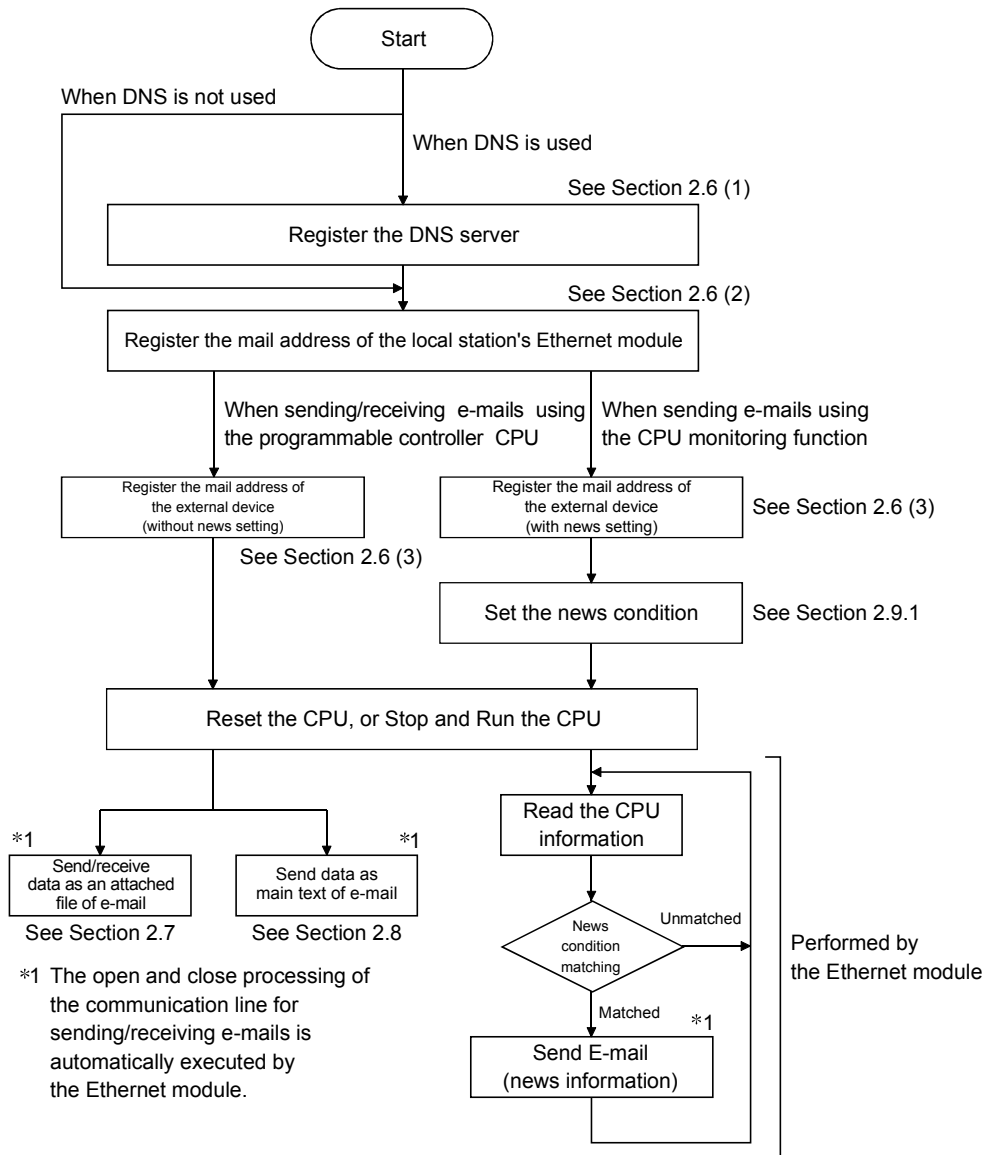 Start
When DNS is not used
When DNS is used
See Section 2.6 (1)
Register the DNS server
See Section 2.6 (2)
Register the mail address of the local station's Ethernet module
When sending/receiving e-mails using
the programmable controller CPU
When sending e-mails using
the CPU monitoring function
Register the mail address of
the external device
(without news setting)
See Section 2.6 (3)
Register the mail address of
the external device
(with news setting)
See Section 2.6 (3)
Set the news condition
See Section 2.9.1
Reset the CPU, or Stop and Run the CPU
*1
Send/receive
data as an attached
file of e-mail
See Section 2.7
*1
Send data as
main text of e-mail
See Section 2.8
*1 The open and close processing of
the communication line for
sending/receiving e-mails is
automatically executed by
the Ethernet module.
Read the CPU
information
News
condition
matching
Unmatched
Matched
*1
Send E-mail
(news information)
Performed by
the Ethernet module